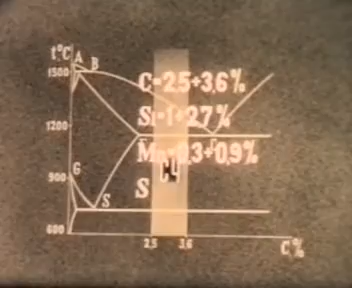 t,°C
A
B
1500
C=2,5÷3,6%
Si=1÷2,7%
1200
Mn=0,3÷0,9%
G
900
S
S
600
2,5
3,6
C,%